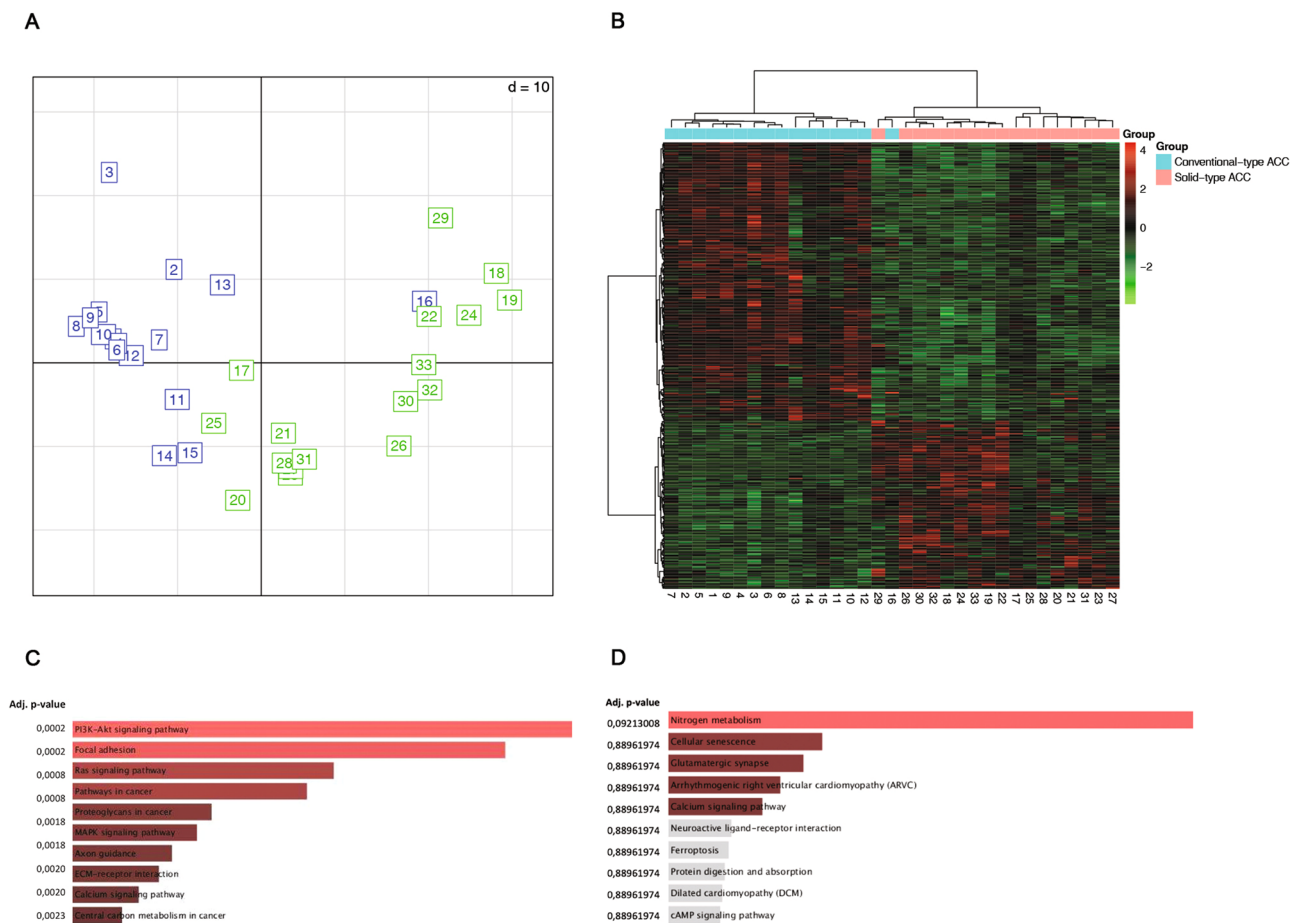 A
d = 10
3
29
2
18
13
16
19
5
9
8
22
24
10
7
6
12
33
17
32
11
30
25
21
26
14
15
28
31
20
B
Group
4
2
0
−2
Group
Conventional-type ACC
Solid-type ACC
7 2 5 1 9 4 3 6 8 13 14 15 11 10 12 29 16 26 30 32 18 24 33 19 22 17 25 28 20 21 31 23 27
C
Adj. p-value
0,0002 PI3K-Akt signaling pathway
0,0002 Focal adhesion
0,0008 Ras signaling pathway
0,0008 Pathways in cancer
0,0018 Proteoglycans in cancer
0,0018 MAPK signaling pathway
Axon guidance
0,0020 ECM-receptor interaction
0,0020 Calcium signaling pathway
0,0023 Central carbon metabolism in cancer
D
Adj. p-value
0,09213008 Nitrogen metabolism
0,88961974 Cellular senescence
0,88961974 Glutamatergic synapse
0,88961974 Arrhythmogenic right ventricular cardiomyopathy (ARVC)
0,88961974 Calcium signaling pathway
0,88961974 Neuroactive ligand-receptor interaction
0,88961974 Ferroptosis
0,88961974 Protein digestion and absorption
0,88961974 Dilated cardiomyopathy (DCM)
0,88961974 cAMP signaling pathway